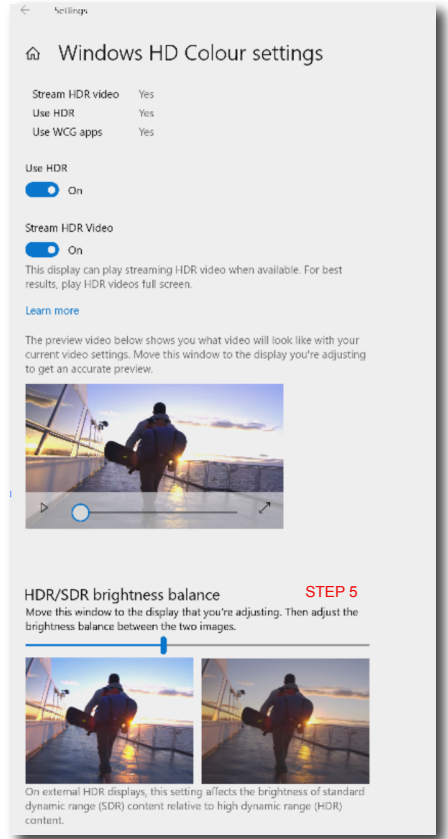 Settings
Windows HD Colour settings
Stream HDR video Yes
Use HDR Yes
Use WCG apps Yes
Use HDR
On
Stream HDR Video
On
This display can play streaming HDR video when available. For best
results, play HDR videos full screen.
Learn more
The preview video below shows you what video will look like with your
current video settings. Move this window to the display you're adjusting
to get an accurate preview.
HDR/SDR brightness balance STEP 5
Move this window to the display that you're adjusting. Then adjust the
brightness balance between the two images.
On external HDR displays, this setting affects the brightness of standard
dynamic range (SDR) content relative to high dynamic range (HDR)
content.